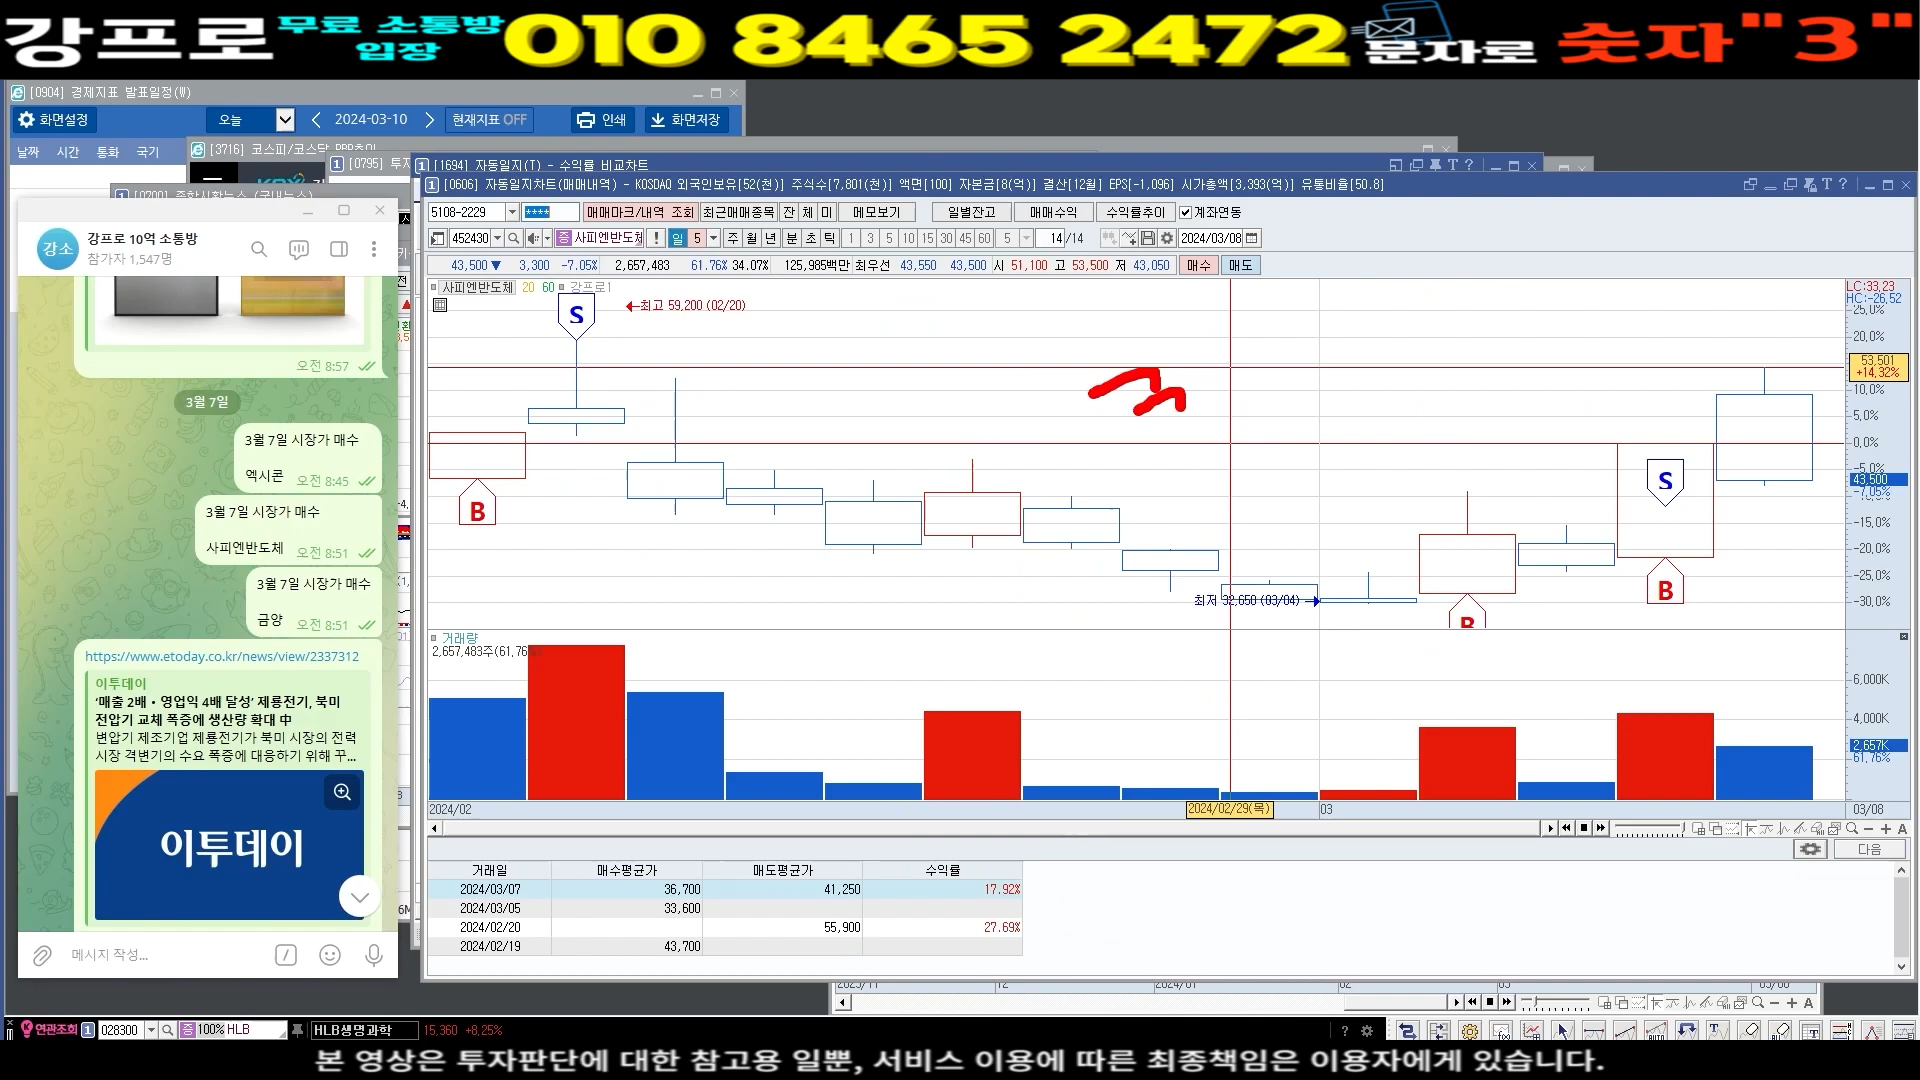 강프로 무료 소통방 입장 010 8465 2472 문자로 숫자"3"
[0904] 경제지표 발표일정(W)
화면설정 오늘 2024-03-10 현재지표 OFF 인쇄 화면저장
날짜 시간 통화 국기
[3716] 코스피/코스닥
[1694] 자동일지(T) - 수익률 비교차트
[0606] 자동일지차트(매매내역) - KOSDAQ 외국인보유[52(천)] 주식수[7,801(천)] 액면[100] 자본금[8(억)] 결산[12월] EPS[-1,096] 시가총액[3,393(억)] 유통비율[50.8]
5108-2229 **** 매매마크/내역 조회 최근매매종목 잔 체 미 메모보기 일별잔고 매매수익 수익률추이 계좌연동
452430 증 사피엔반도체 ! 일 5 주 월 년 분 초 틱 1 3 5 10 15 30 45 60 5 14 /14 2024/03/08
43,500 ▼ 3,300 -7.05% 2,657,483 61.76% 34.07% 125,985백만 최우선 43,550 43,500 시 51,100 고 53,500 저 43,050 매수 매도
사피엔반도체 20 60 강프로1
S
최고 59,200 (02/20)
LC:33,23
HC:-26,52
25,0%
20,0%
53,501
+14,32%
10,0%
5,0%
0,0%
-5,0%
43,500
-7,05%
-15,0%
-20,0%
-25,0%
-30,0%
B
S
B
B
최저 32,650 (03/04)
거래량
2,657,483주(61,76
6,000K
4,000K
2,657K
61,76%
2024/02 2024/02/29(목) 03 03/08
다음
거래일 매수평균가 매도평균가 수익률
2024/03/07 36,700 41,250 17.92%
2024/03/05 33,600
2024/02/20 55,900 27.69%
2024/02/19 43,700
강소
강프로 10억 소통방
참가자 1,547명
오전 8:57
3월 7일
3월 7일 시장가 매수
엑시콘 오전 8:45
3월 7일 시장가 매수
사피엔반도체 오전 8:51
3월 7일 시장가 매수
금양 오전 8:51
https://www.etoday.co.kr/news/view/2337312
이투데이
‘매출 2배 • 영업익 4배 달성’ 제룡전기, 북미
전압기 교체 폭증에 생산량 확대 中
변압기 제조기업 제룡전기가 북미 시장의 전력
시장 격변기의 수요 폭증에 대응하기 위해 꾸...
이투데이
메시지 작성...
연관조회 1 028300 증 100% HLB HLB생명과학 15,360 +8,25%
본 영상은 투자판단에 대한 참고용 일뿐, 서비스 이용에 따른 최종책임은 이용자에게 있습니다.